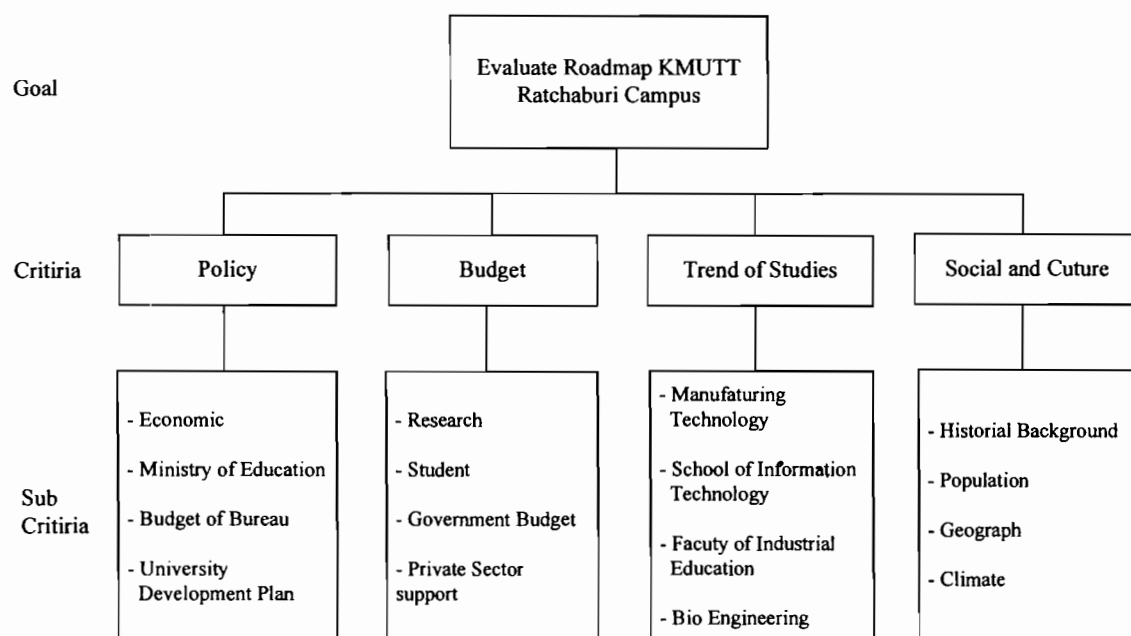 Goal
Evaluate Roadmap KMUTT
Ratchaburi Campus
Critiria
Policy
Budget
Trend of Studies
Social and Cuture
Sub
Critiria
- Economic
- Ministry of Education
- Budget of Bureau
- University
Development Plan
- Research
- Student
- Government Budget
- Private Sector
support
- Manufaturing
Technology
- School of Information
Technology
- Facuty of Industrial
Education
- Bio Engineering
- Historial Background
- Population
- Geograph
- Climate